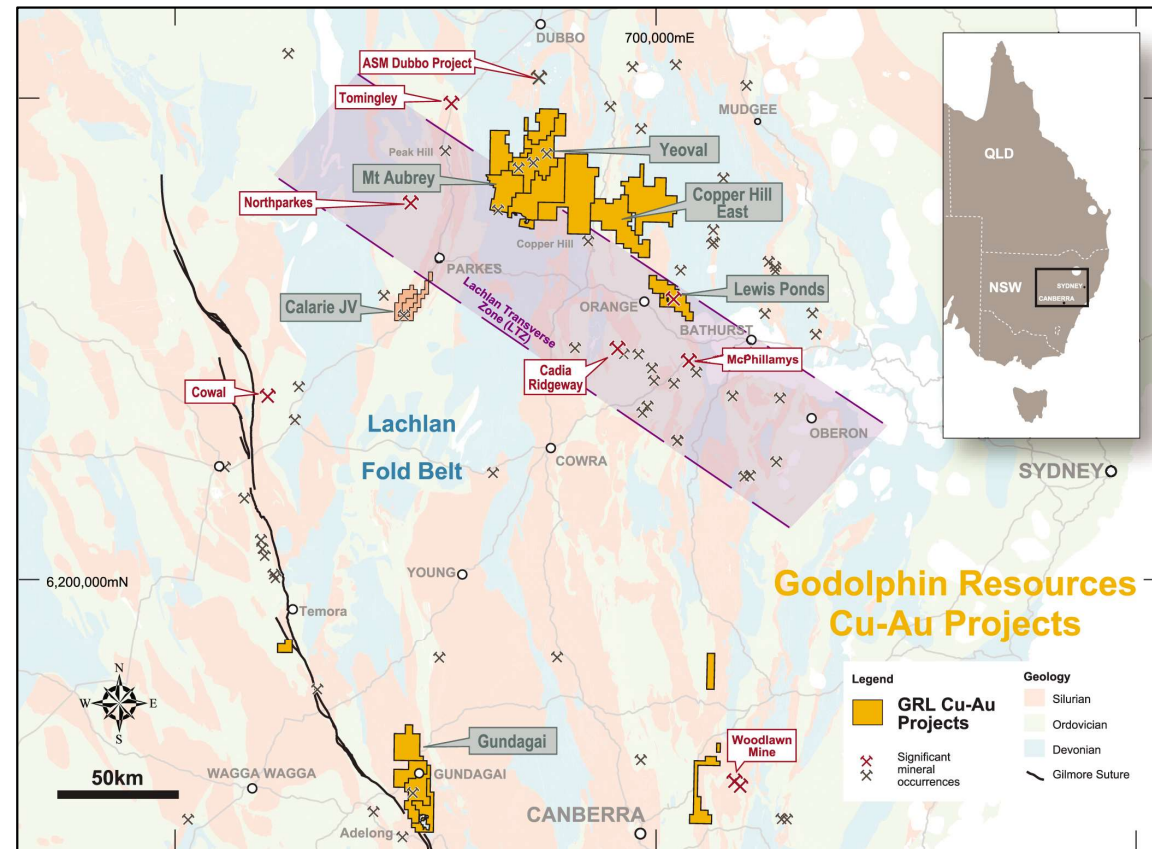 DUBBO
700,000mE
ASM Dubbo Project
Tomingley
MUDGEE
Peak Hill
Yeoval
Mt Aubrey
Northparkes
Copper Hill
East
Copper Hill
PARKES
Lachlan Transverse
Zone (LTZ)
Calarie JV
ORANGE
Lewis Ponds
BATHURST
Cadia
Ridgeway
McPhillamys
Cowal
OBERON
Lachlan
Fold Belt
COWRA
QLD
NSW
SYDNEY
CANBERRA
SYDNEY
6,200,000mN
YOUNG
Temora
Godolphin Resources
Cu-Au Projects
N
W
E
S
50km
Legend
GRL Cu-Au
Projects
Significant
mineral
occurrences
Geology
Silurian
Ordovician
Devonian
Gilmore Suture
Gundagai
Woodlawn
Mine
WAGGA WAGGA
GUNDAGAI
CANBERRA
Adelong